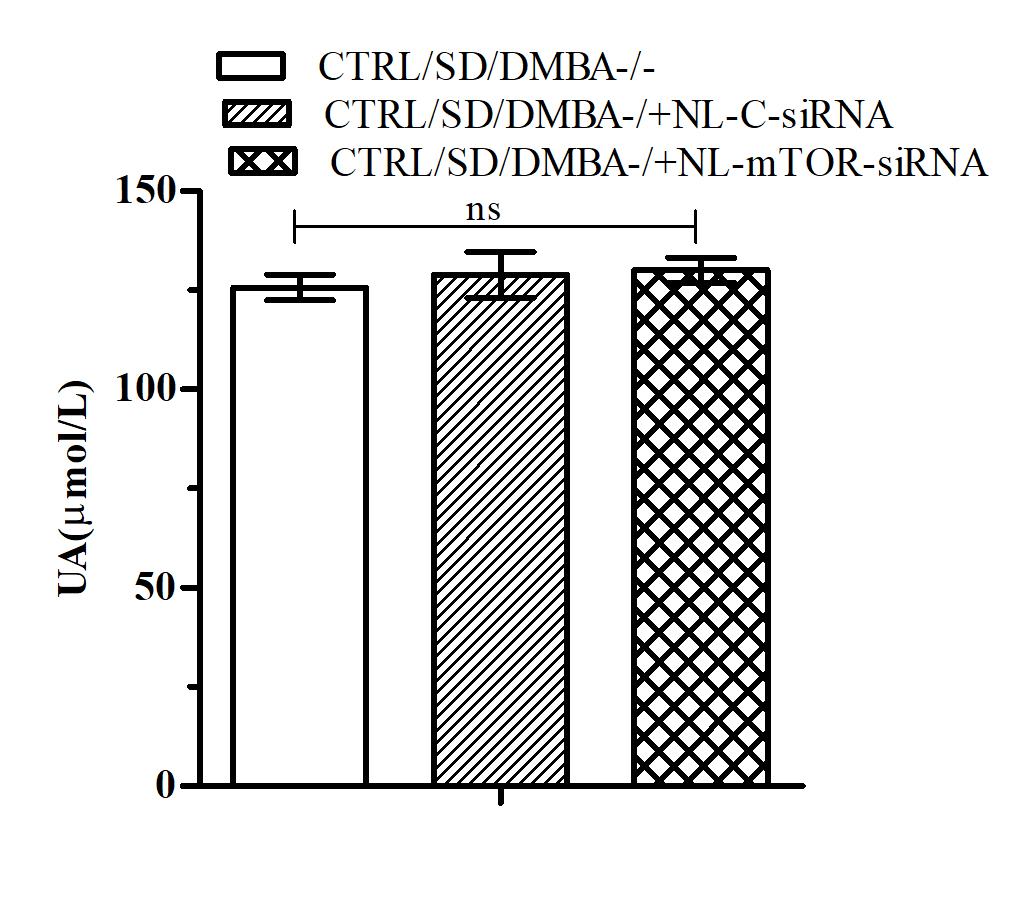 CTRL/SD/DMBA-/-
CTRL/SD/DMBA-/+NL-C-siRNA
CTRL/SD/DMBA-/+NL-mTOR-siRNA
150
ns
100
UA(μmol/L)
50
0